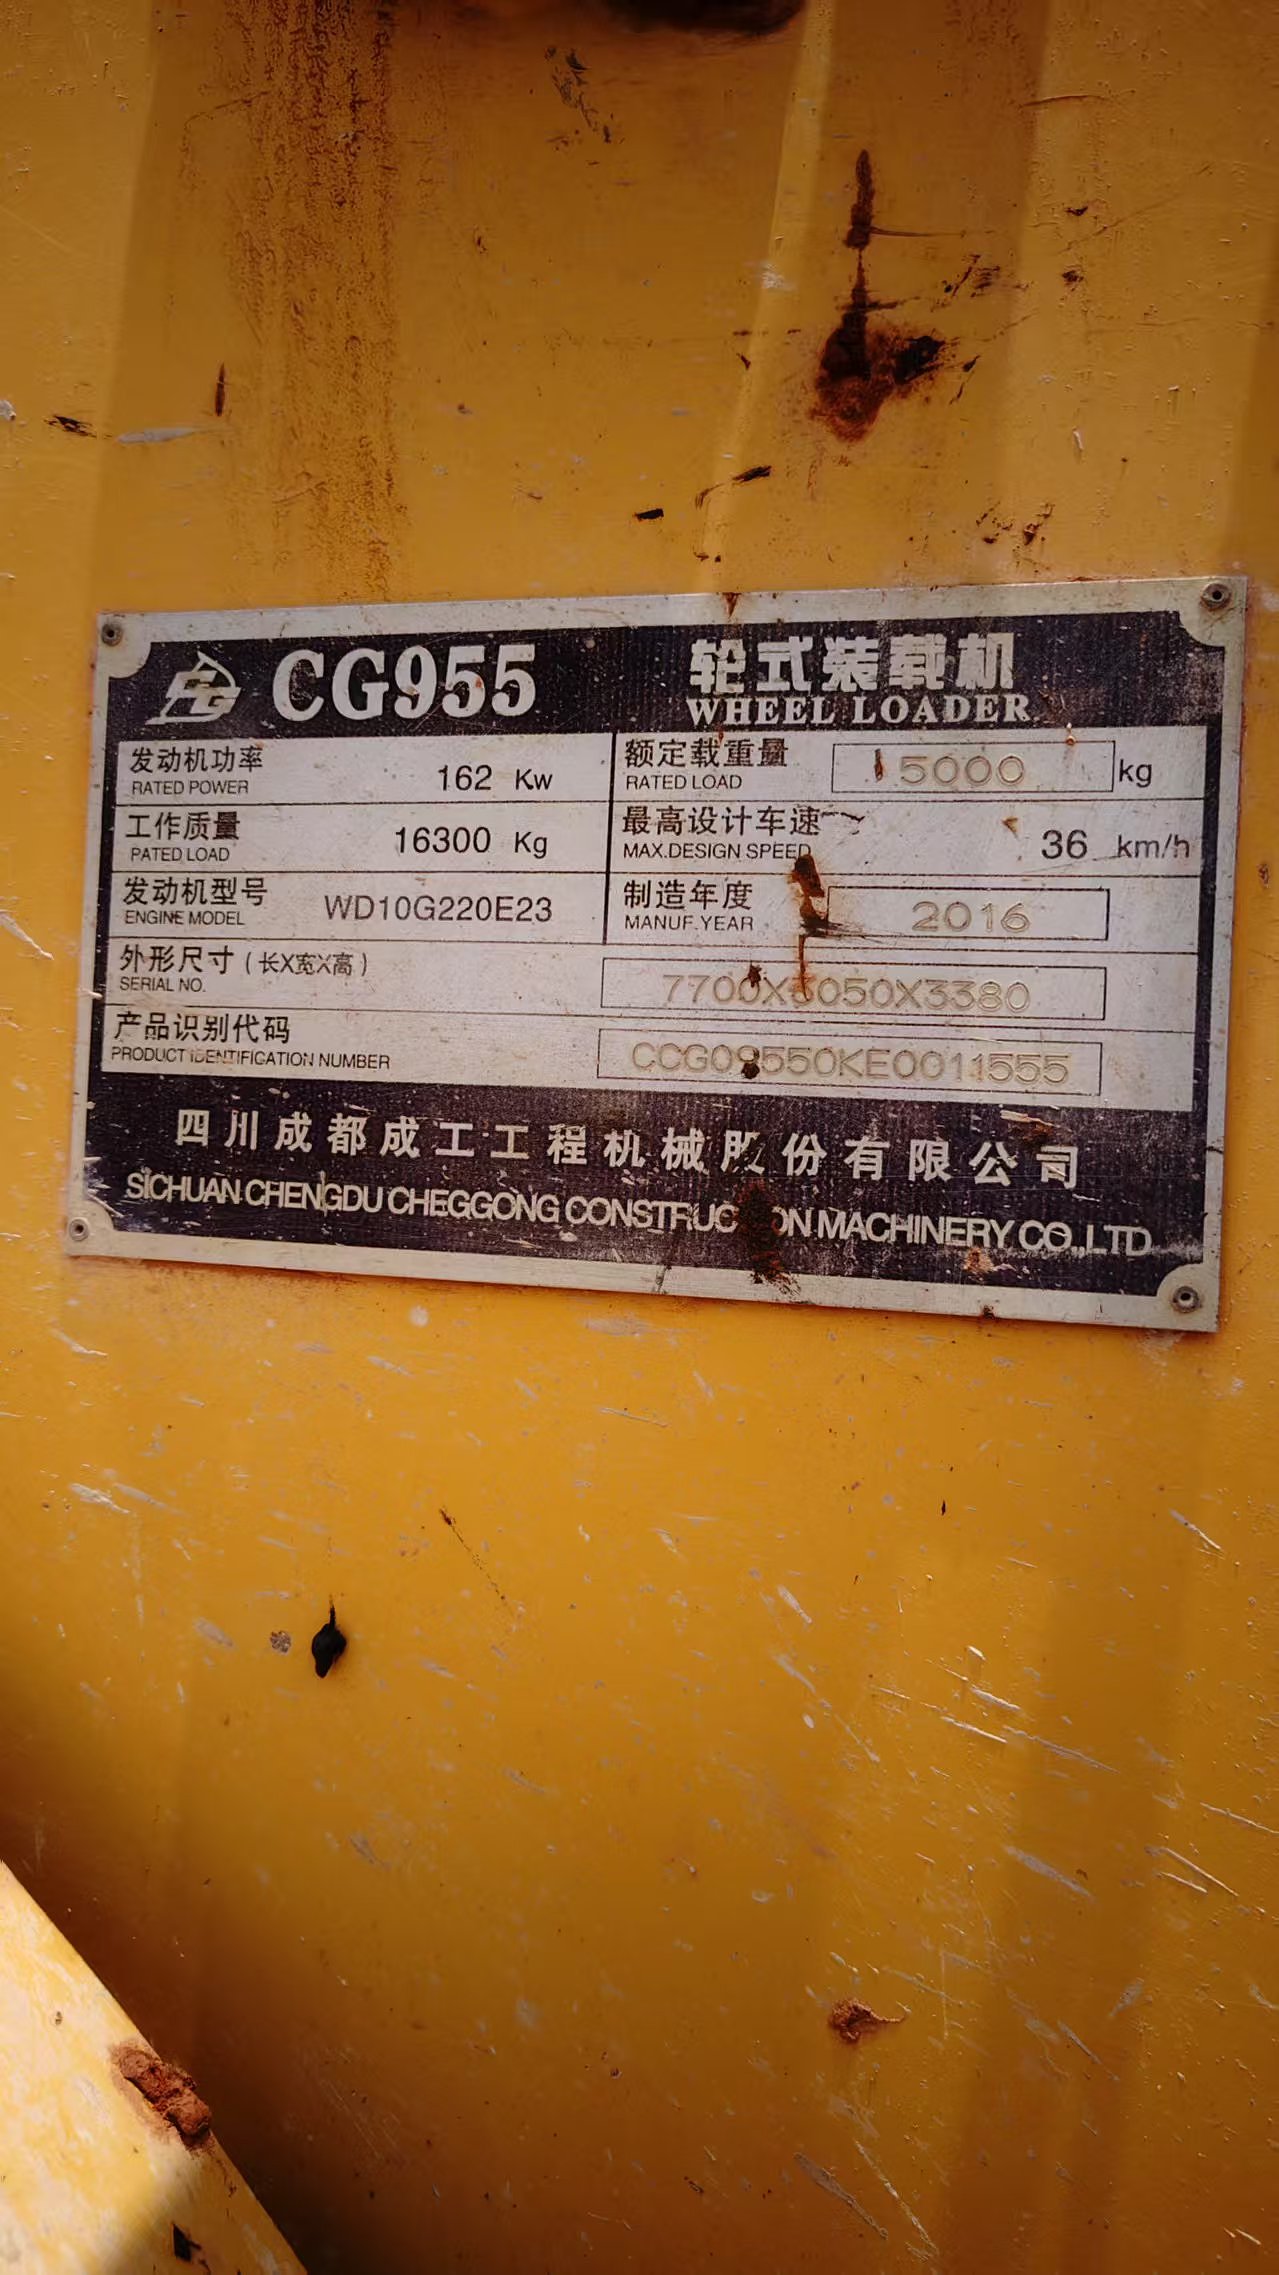 CG CG955 轮式装载机
WHEEL LOADER
发动机功率 162 Kw 额定载重量 5000 kg
RATED POWER RATED LOAD
工作质量 16300 Kg 最高设计车速 36 km/h
PATED LOAD MAX.DESIGN SPEED
发动机型号 WD10G220E23 制造年度 2016
ENGINE MODEL MANUF.YEAR
外形尺寸(长X宽X高)
SERIAL NO. 7700X3050X3380
产品识别代码
PRODUCT IDENTIFICATION NUMBER CCG09550KE0011555
四川成都成工工程机械股份有限公司
SICHUAN CHENGDU CHEGGONG CONSTRUCTION MACHINERY CO.,LTD